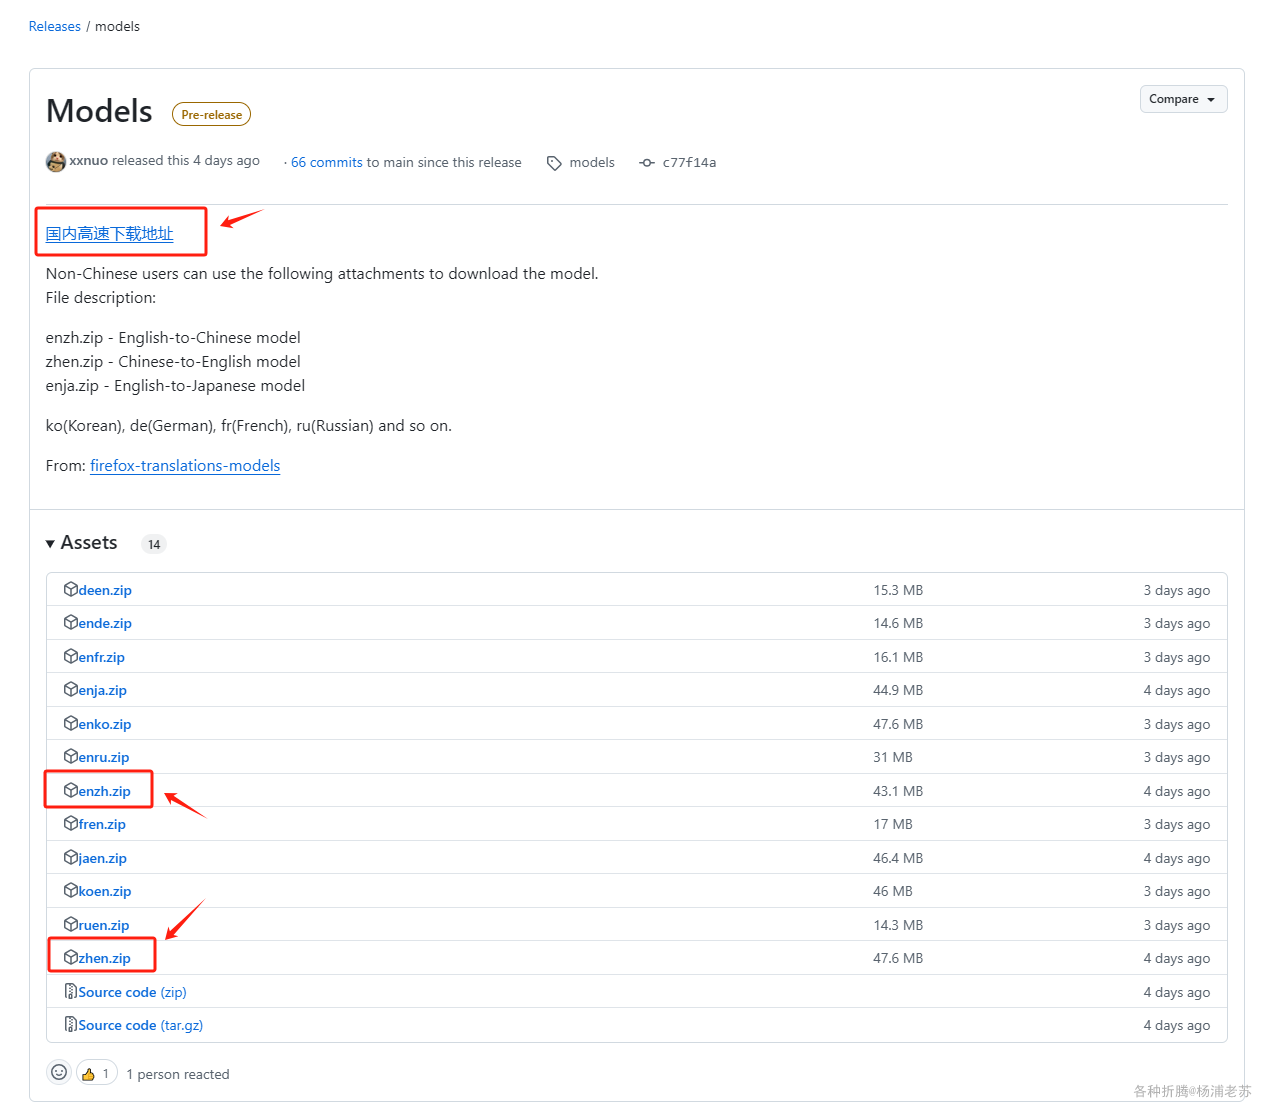 Releases / models
Models Pre-release Compare
xxnuo released this 4 days ago · 66 commits to main since this release models c77f14a
国内高速下载地址
Non-Chinese users can use the following attachments to download the model.
File description:
enzh.zip - English-to-Chinese model
zhen.zip - Chinese-to-English model
enja.zip - English-to-Japanese model
ko(Korean), de(German), fr(French), ru(Russian) and so on.
From: firefox-translations-models
Assets 14
deen.zip 15.3 MB 3 days ago
ende.zip 14.6 MB 3 days ago
enfr.zip 16.1 MB 3 days ago
enja.zip 44.9 MB 4 days ago
enko.zip 47.6 MB 3 days ago
enru.zip 31 MB 3 days ago
enzh.zip 43.1 MB 4 days ago
fren.zip 17 MB 3 days ago
jaen.zip 46.4 MB 4 days ago
koen.zip 46 MB 3 days ago
ruen.zip 14.3 MB 3 days ago
zhen.zip 47.6 MB 4 days ago
Source code (zip) 4 days ago
Source code (tar.gz) 4 days ago
1 1 person reacted
各种折腾@杨浦老苏